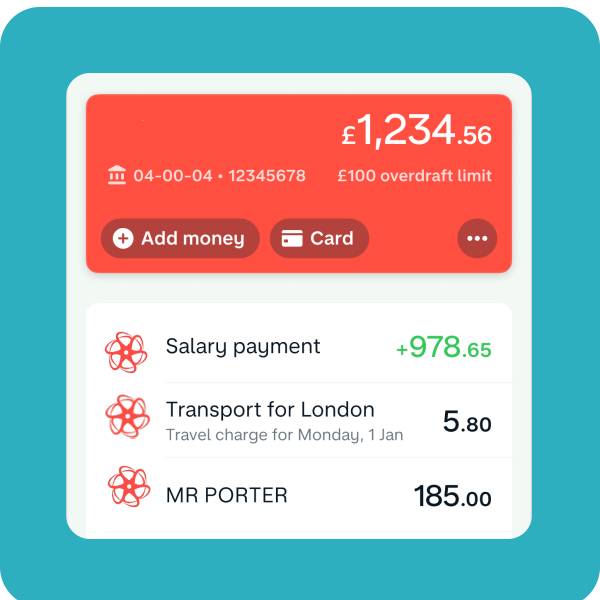 £1,234.56
04-00-04 • 12345678 £100 overdraft limit
Add money Card
Salary payment +978.65
Transport for London 5.80
Travel charge for Monday, 1 Jan
MR PORTER 185.00